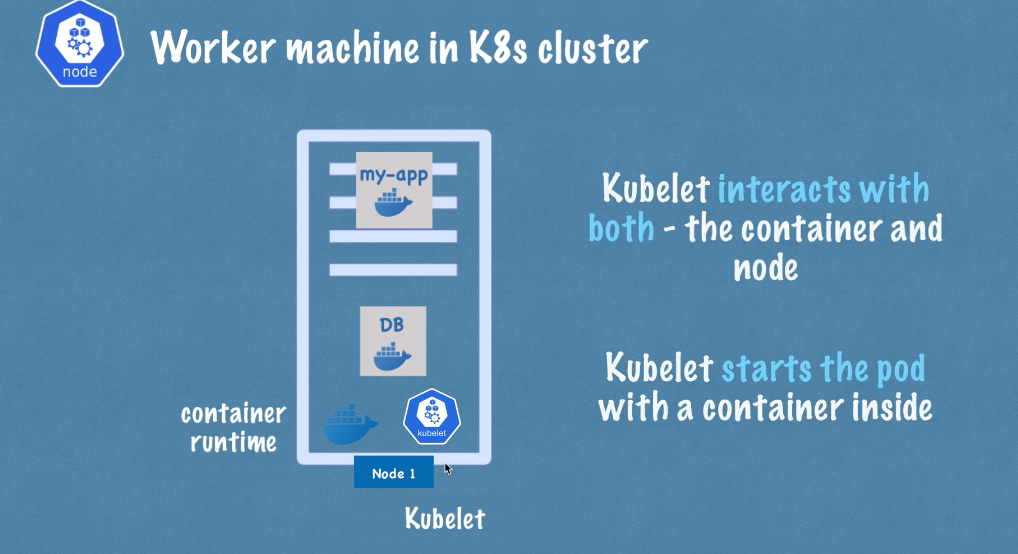 node
Worker machine in K8s cluster
my-app
DB
kubelet
container
runtime
Node 1
Kubelet
Kubelet interacts with
both - the container and
node
Kubelet starts the pod
with a container inside